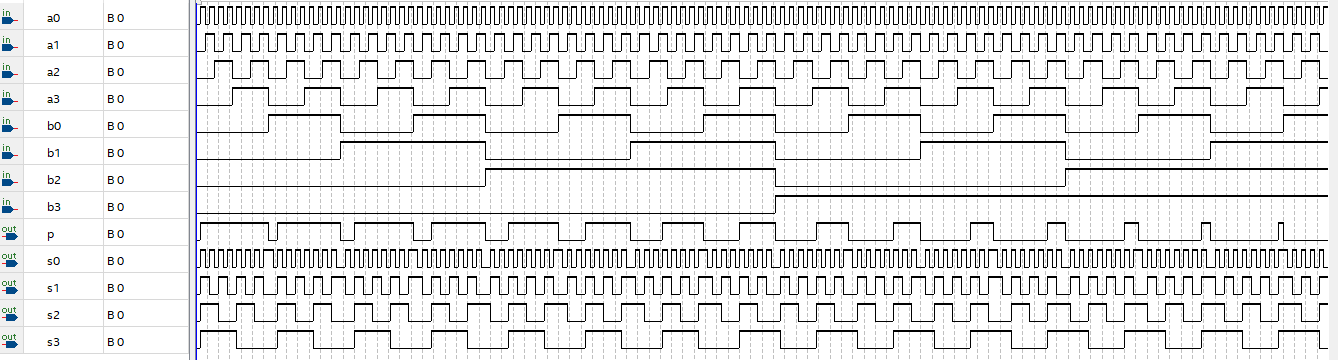 in a0 B 0
in a1 B 0
in a2 B 0
in a3 B 0
in b0 B 0
in b1 B 0
in b2 B 0
in b3 B 0
out p B 0
out s0 B 0
out s1 B 0
out s2 B 0
out s3 B 0